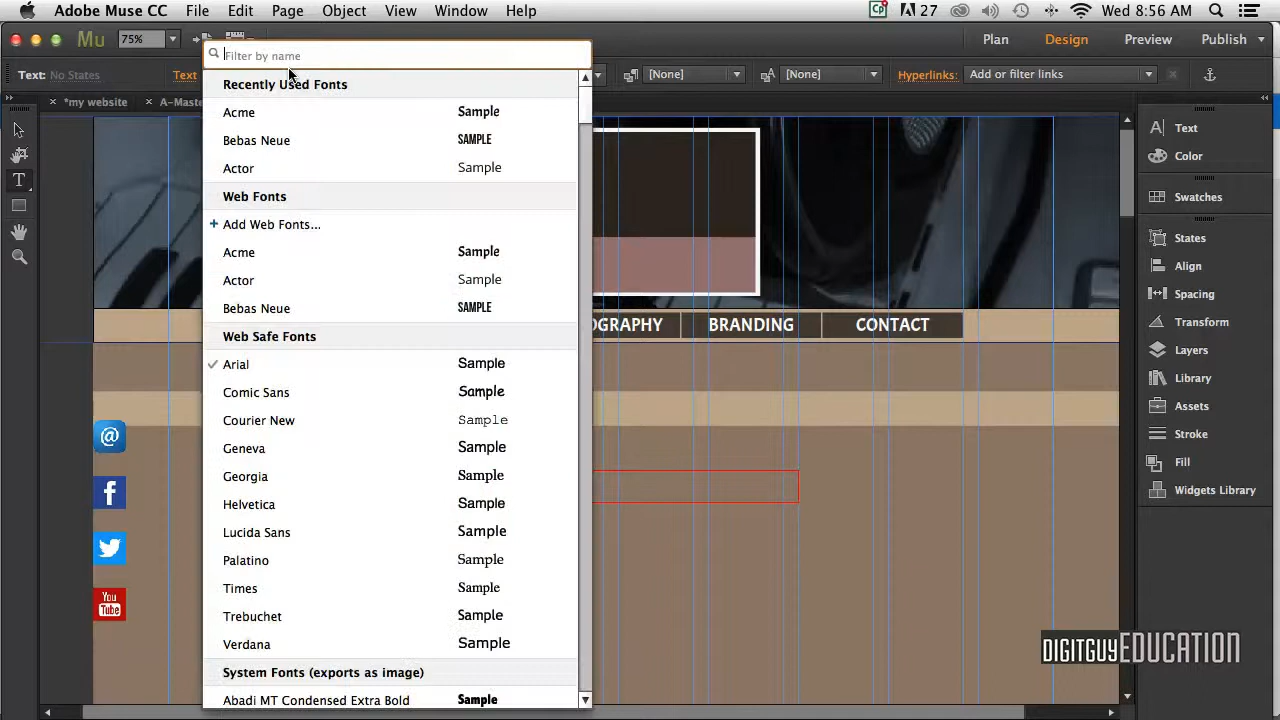 Adobe Muse CC File Edit Page Object View Window Help Cp 27 Wed 8:56 AM
Mu 75% Plan Design Preview Publish
Filter by name
Text: No States Text [None] [None] Hyperlinks: Add or filter links
*my website A-Mast
Recently Used Fonts
Acme Sample
Bebas Neue SAMPLE
Actor Sample
Web Fonts
+ Add Web Fonts...
Acme Sample
Actor Sample
Bebas Neue SAMPLE
Web Safe Fonts
Arial Sample
Comic Sans Sample
Courier New Sample
Geneva Sample
Georgia Sample
Helvetica Sample
Lucida Sans Sample
Palatino Sample
Times Sample
Trebuchet Sample
Verdana Sample
System Fonts (exports as image)
Abadi MT Condensed Extra Bold Sample
OGRAPHY BRANDING CONTACT
@
f
You
Tube
T
Text
Color
Swatches
States
Align
Spacing
Transform
Layers
Library
Assets
Stroke
Fill
Widgets Library
DIGITGUYEDUCATION